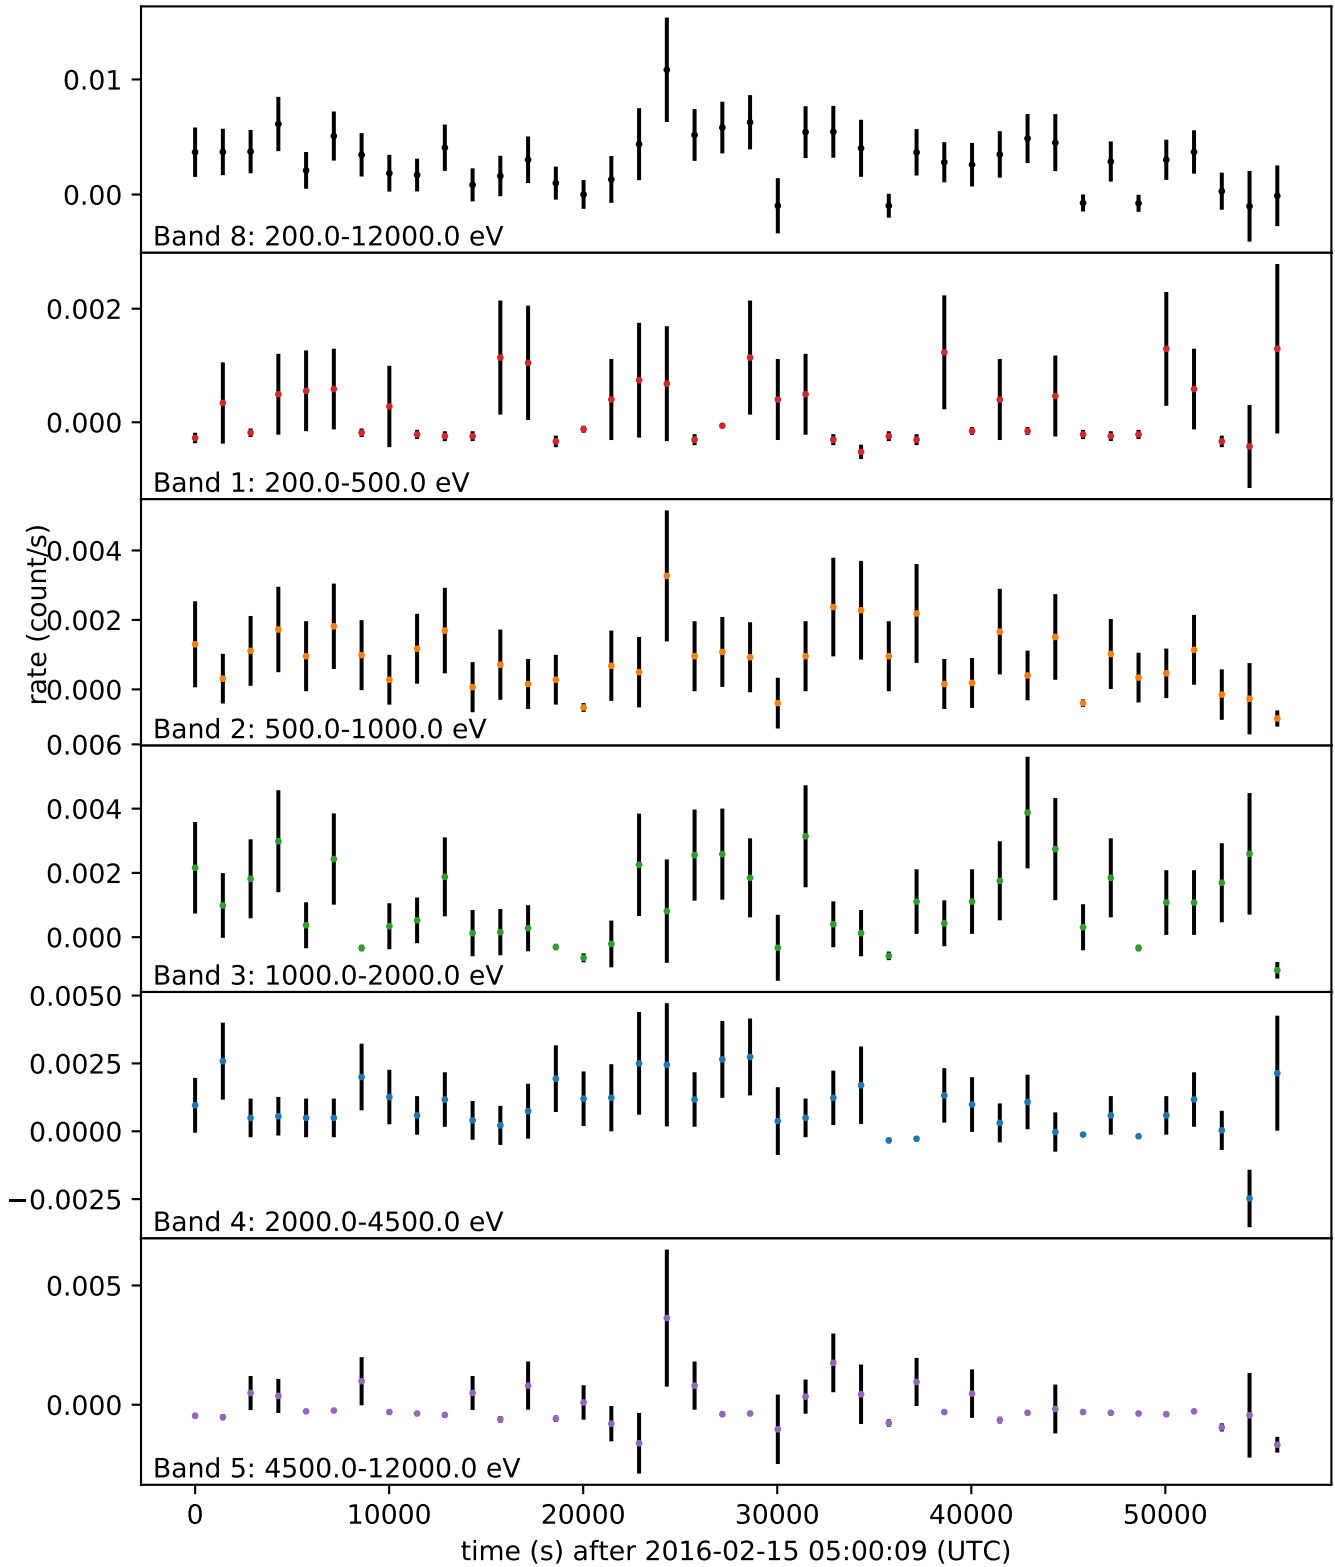 0.01
0.00
Band 8: 200.0-12000.0 eV
0.002
0.000
Band 1: 200.0-500.0 eV
rate (count/s)
0.004
0.002
0.000
Band 2: 500.0-1000.0 eV
0.006
0.004
0.002
0.000
Band 3: 1000.0-2000.0 eV
0.0050
0.0025
0.0000
−0.0025
Band 4: 2000.0-4500.0 eV
0.005
0.000
Band 5: 4500.0-12000.0 eV
0 10000 20000 30000 40000 50000
time (s) after 2016-02-15 05:00:09 (UTC)